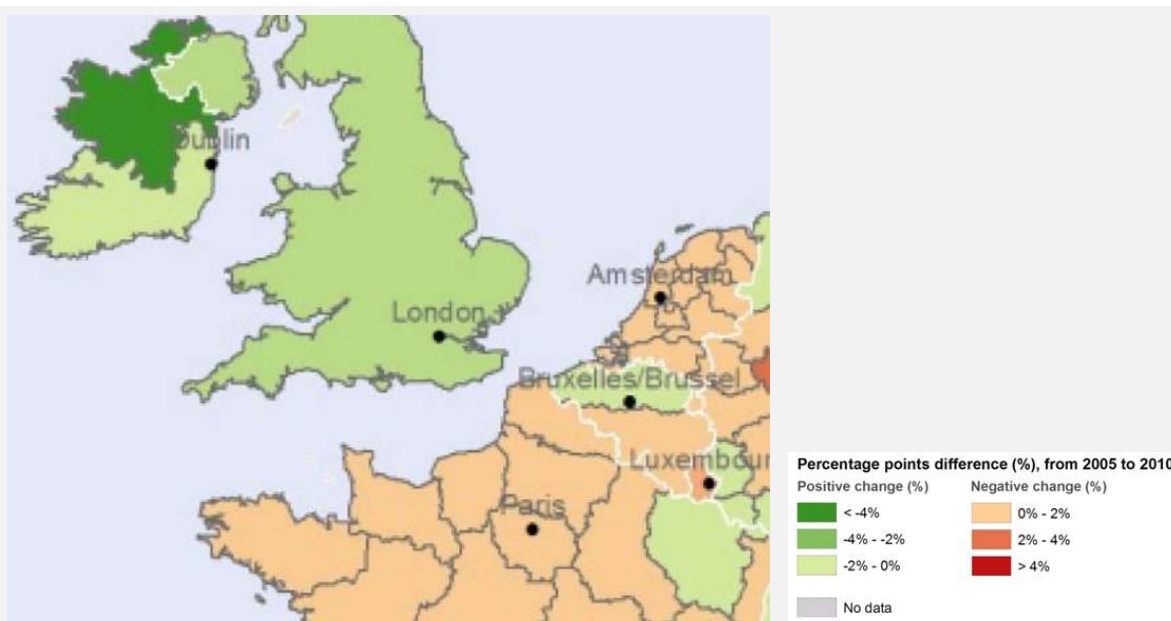 Dublin
Amsterdam
London
Bruxelles/Brussel
Luxembour
Paris
Percentage points difference (%), from 2005 to 2010
Positive change (%)
Negative change (%)
< -4%
0% - 2%
-4% - -2%
2% - 4%
-2% - 0%
> 4%
No data